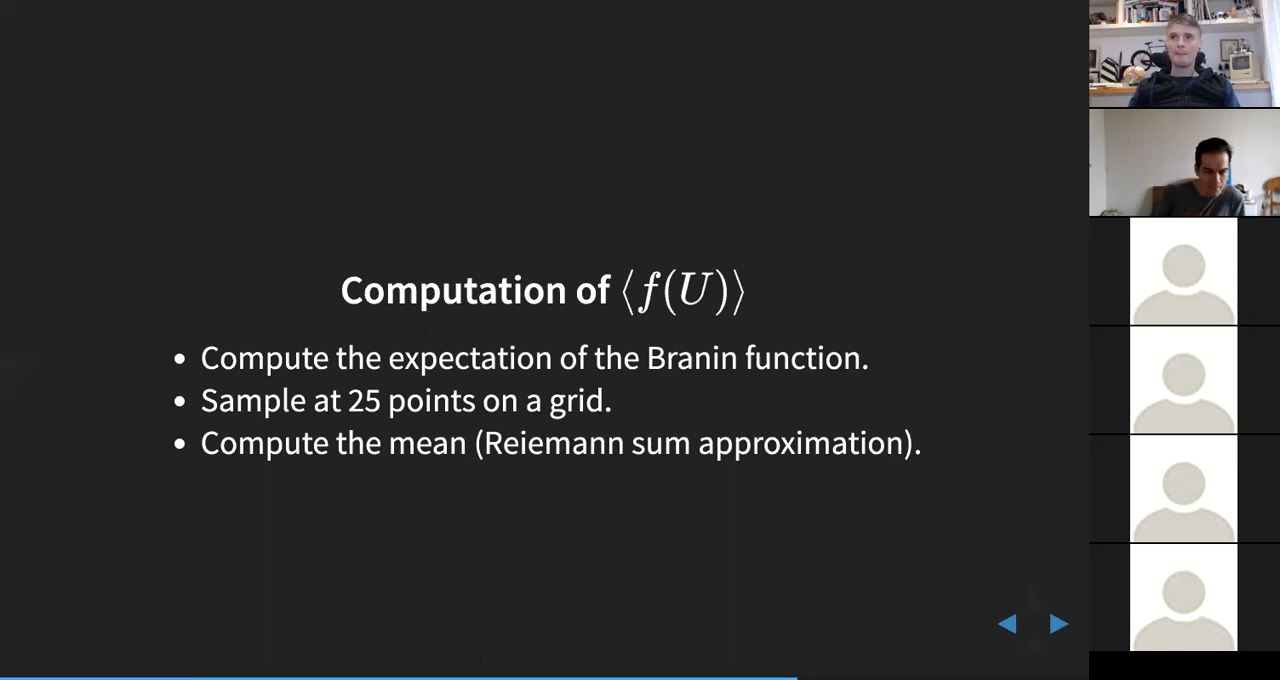 Computation of ⟨f(U)⟩
• Compute the expectation of the Branin function.
• Sample at 25 points on a grid.
• Compute the mean (Reiemann sum approximation).